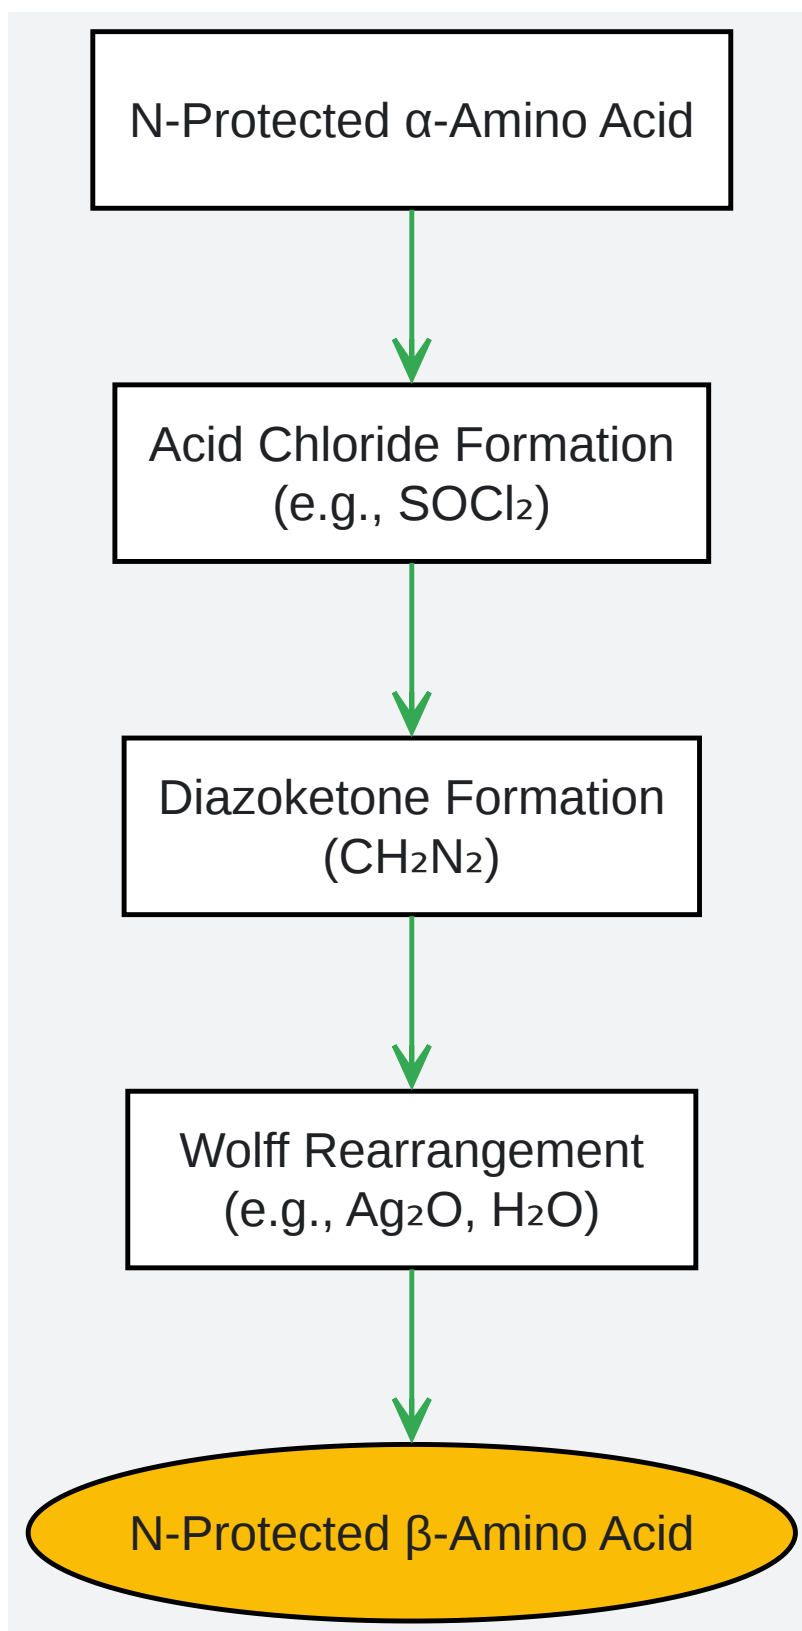 N-Protected α-Amino Acid
Acid Chloride Formation
(e.g., SOCl₂)
Diazoketone Formation
(CH₂N₂)
Wolff Rearrangement
(e.g., Ag₂O, H₂O)
N-Protected β-Amino Acid